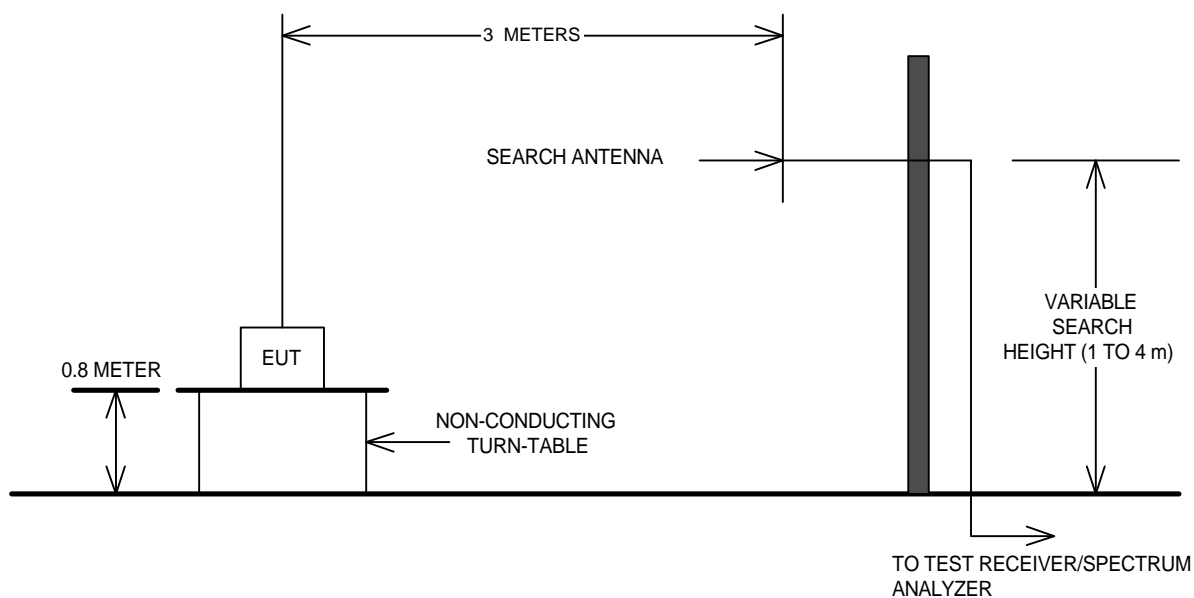 3 METERS
SEARCH ANTENNA
VARIABLE
SEARCH
HEIGHT (1 TO 4 m)
EUT
0.8 METER
NON-CONDUCTING
TURN-TABLE
TO TEST RECEIVER/SPECTRUM
ANALYZER